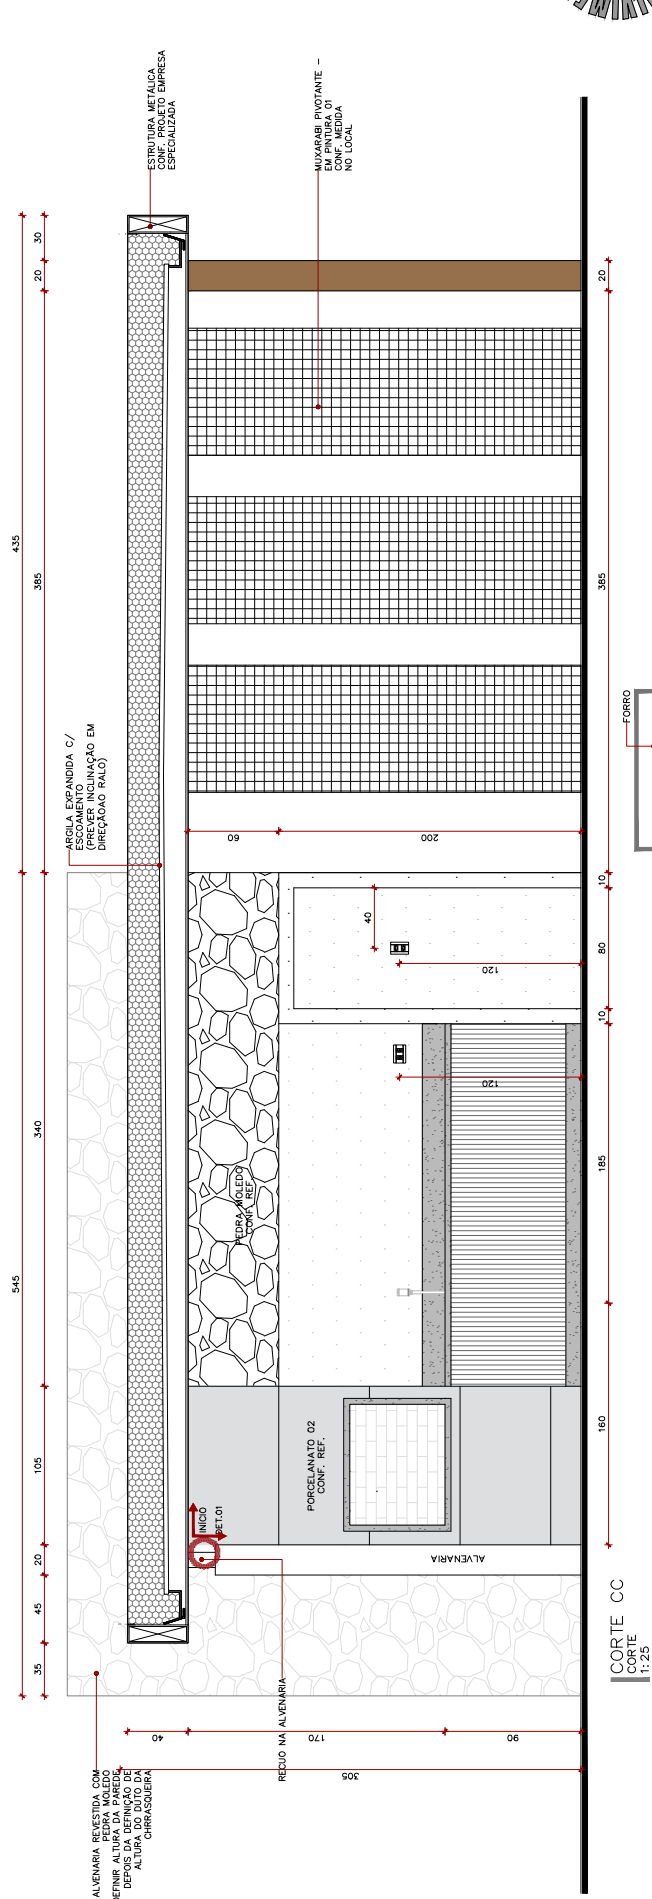 ESTRUTURA METÁLICA
CONF. PROJETO EMPRESA
ESPECIALIZADA
MUXARABI PIVOTANTE -
EM PINTURA 01
CONF. MEDIDA
NO LOCAL
30
20
435
385
20
385
ARGILA EXPANDIDA C/
ESCOAMENTO
(PREVER INCLINAÇÃO EM
DIREÇÃOAO RALO)
FORRO
60
200
10
80
10
40
120
120
PEDRA MOLEDO
CONF. REF.
340
545
185
160
105
20
45
35
PORCELANATO 02
CONF. REF.
INÍCIO
DET.01
ALVENARIA
RECUO NA ALVENARIA
40
170
90
305
ALVENARIA REVESTIDA COM
PEDRA MOLEDO
DEFINIR ALTURA DA PAREDE
DEPOIS DA DEFINIÇÃO DE
ALTURA DO DUTO DA
CHRRASQUEIRA
CORTE CC
CORTE
1:25